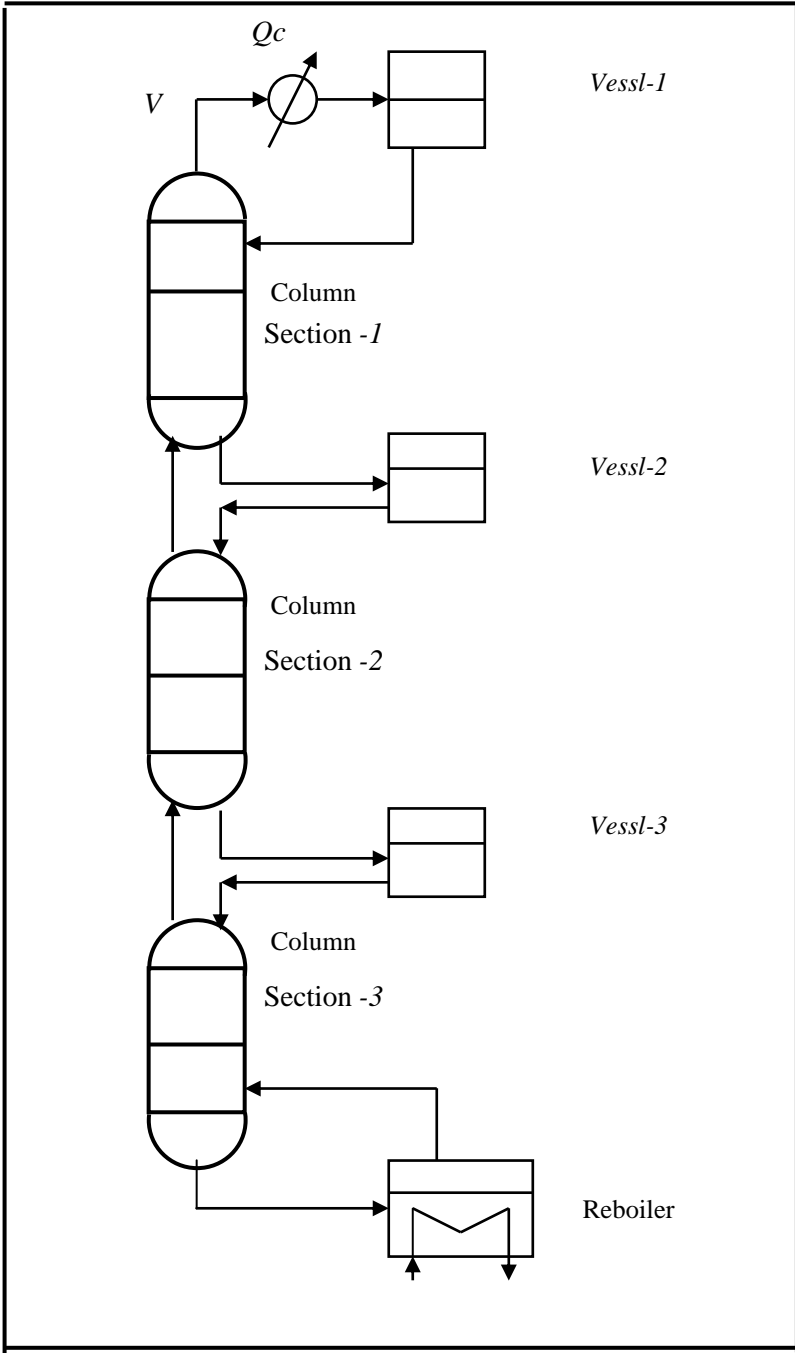 Qc
V
Vessl-1
Column
Section -1
Vessl-2
Column
Section -2
Vessl-3
Column
Section -3
Reboiler